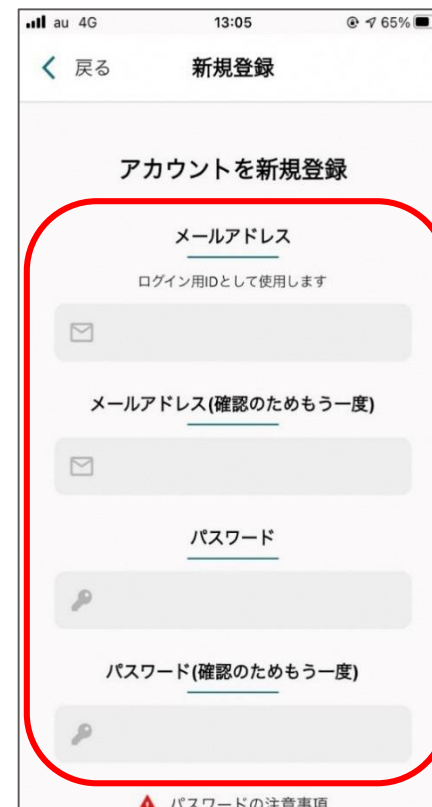 au 4G 13:05 65%
戻る 新規登録
アカウントを新規登録
メールアドレス
ログイン用IDとして使用します
メールアドレス(確認のためもう一度)
パスワード
パスワード(確認のためもう一度)
パスワードの注意事項